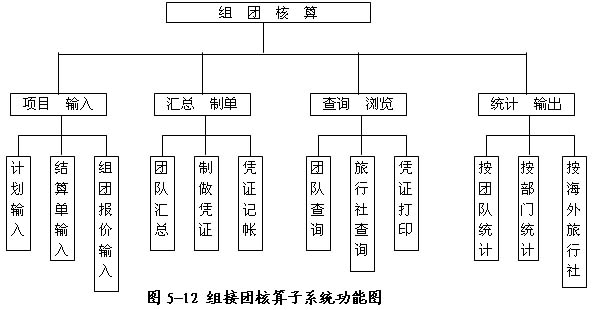 组 团 核 算
项目 输入
汇总 制单
查询 浏览
统计 输出
计划输入
结算单输入
组团报价输入
团队汇总
制做凭证
凭证记帐
团队查询
旅行社查询
凭证打印
按团队统计
按部门统计
按海外旅行社
图 5-12 组接团核算子系统功能图